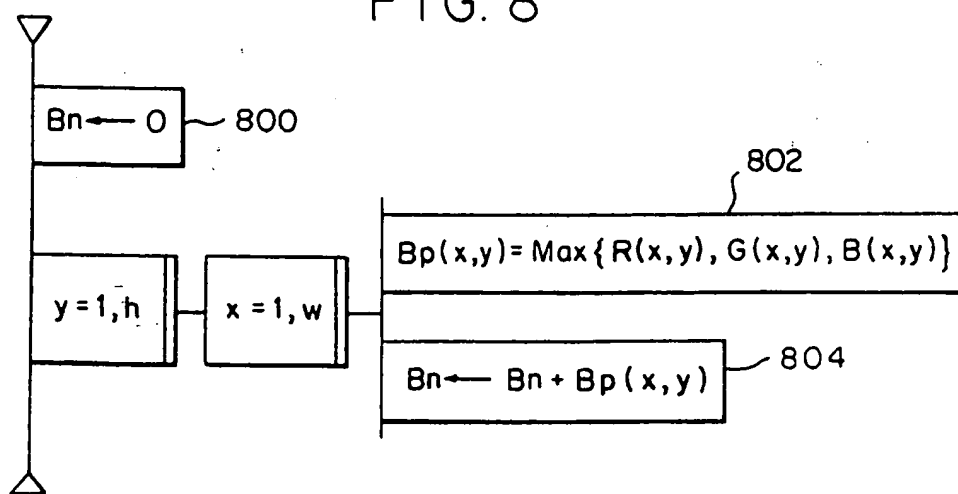 FIG. 8
Bn ← 0
800
802
Bp(x,y)=Max{R(x,y), G(x,y), B(x,y)}
y=1,h
x=1,w
Bn ← Bn + Bp(x,y)
804